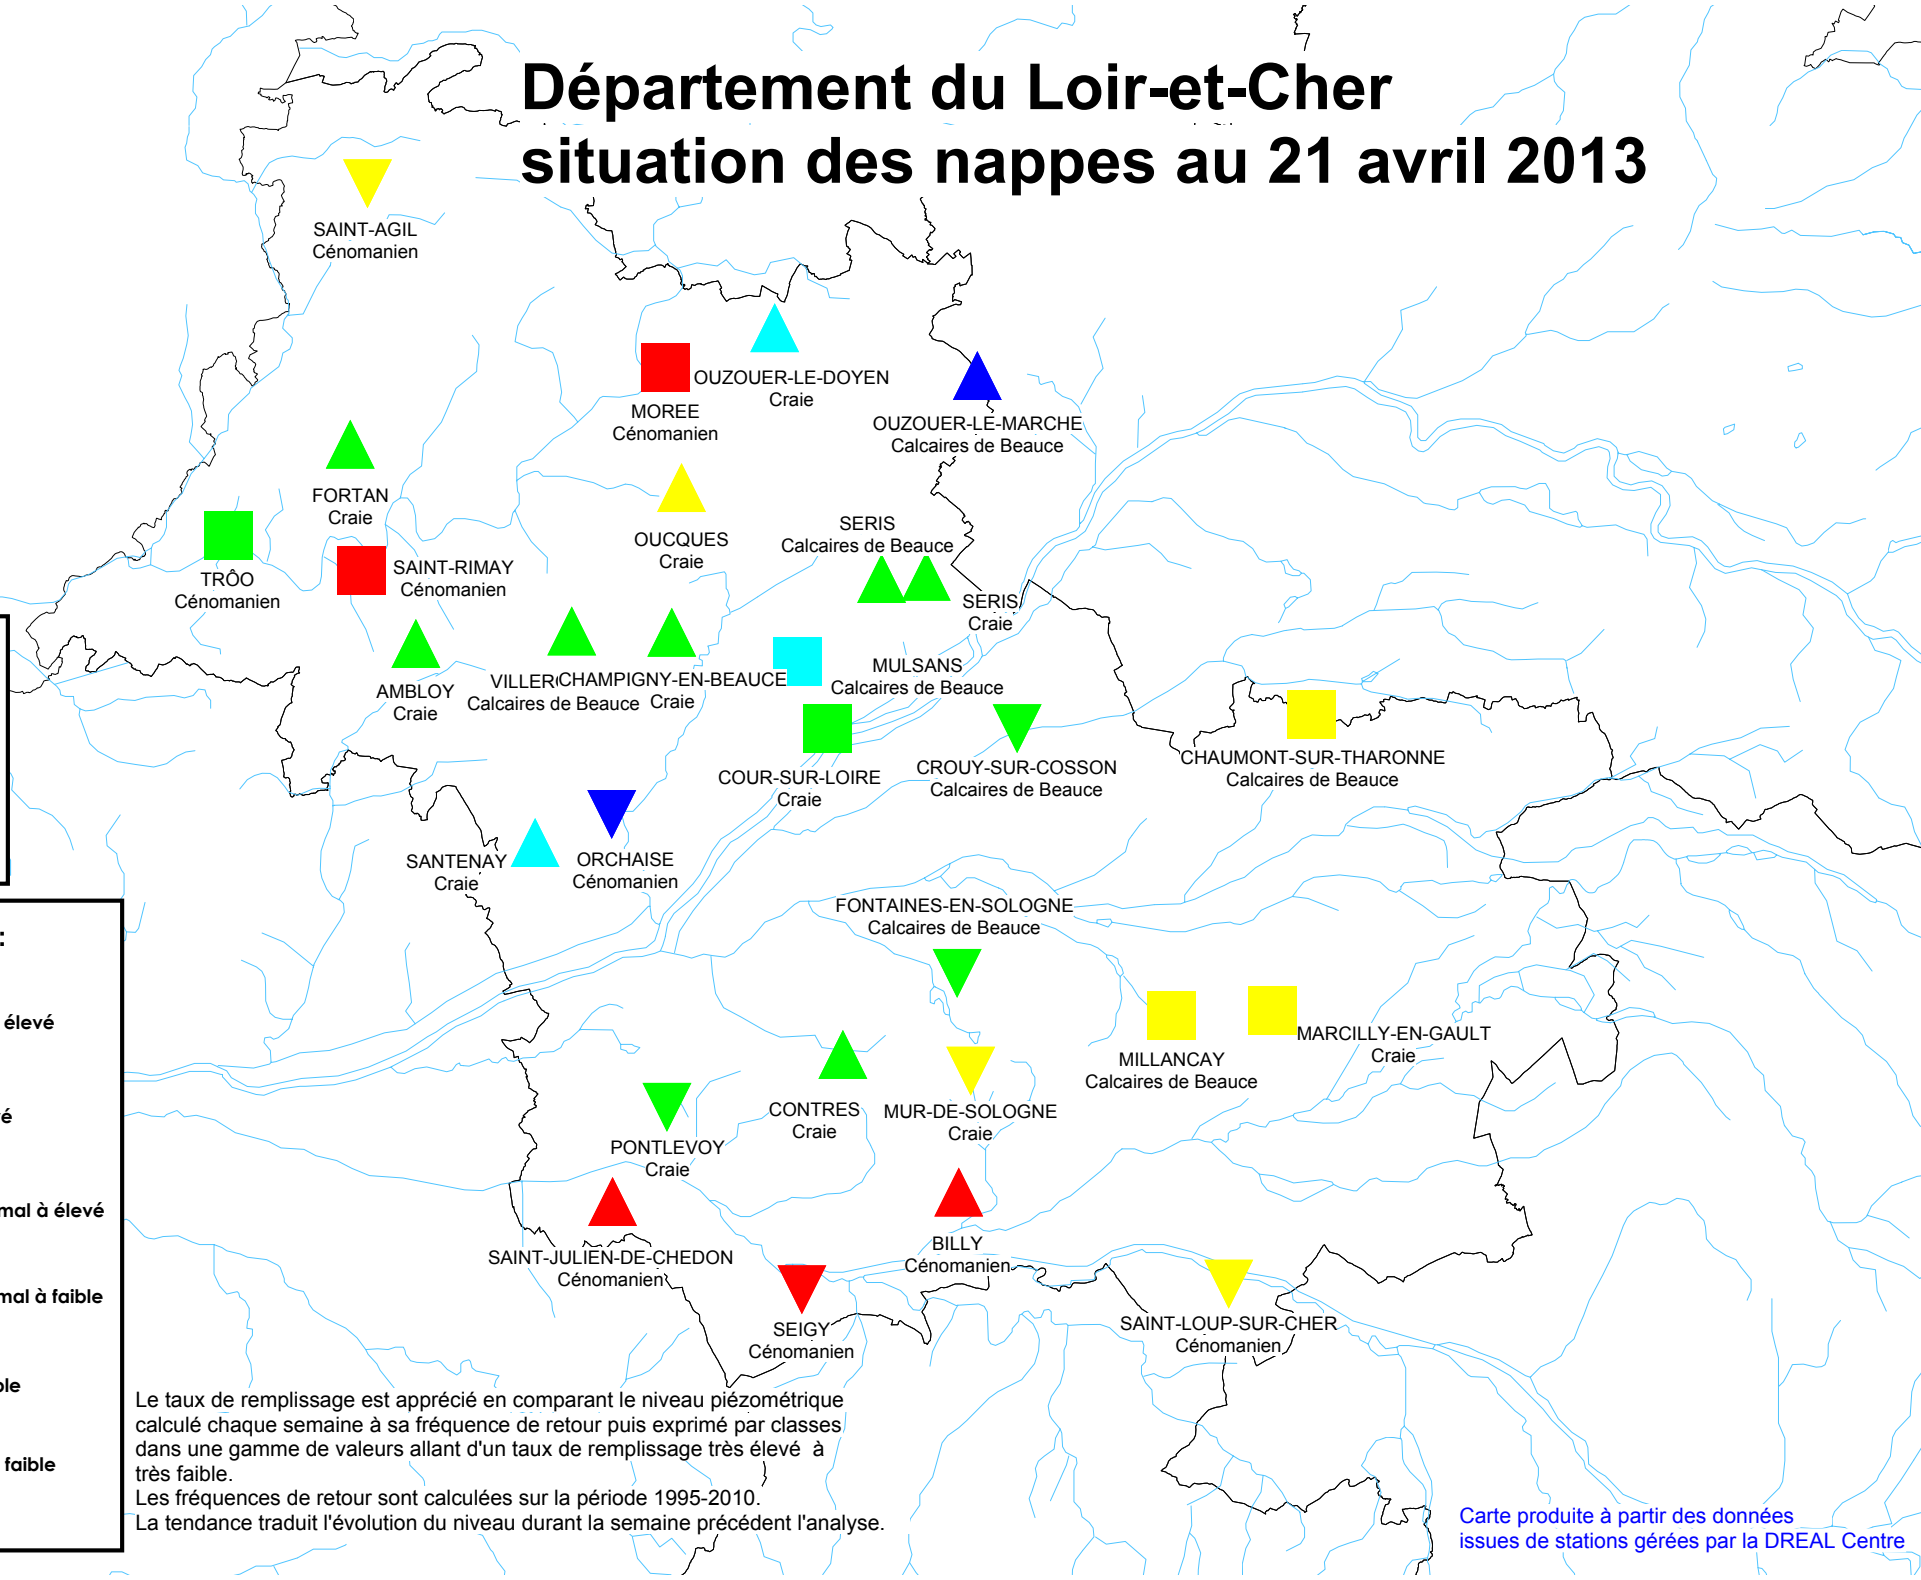 Département du Loir-et-Cher
situation des nappes au 21 avril 2013
SAINT-AGIL
Cénomanien
OUZOUER-LE-DOYEN
Craie
MOREE
Cénomanien
OUZOUER-LE-MARCHE
Calcaires de Beauce
FORTAN
Craie
OUCQUES
Craie
SERIS
Calcaires de Beauce
TRÔO
Cénomanien
SAINT-RIMAY
Cénomanien
SERIS
Craie
AMBLOY
Craie
Calcaires de Beauce
CHAMPIGNY-EN-BEAUCE
Craie
MULSANS
Calcaires de Beauce
COUR-SUR-LOIRE
Craie
CROUY-SUR-COSSON
Calcaires de Beauce
CHAUMONT-SUR-THARONNE
Calcaires de Beauce
SANTENAY
Craie
ORCHAISE
Cénomanien
FONTAINES-EN-SOLOGNE
Calcaires de Beauce
MILLANCAY
Calcaires de Beauce
MARCILLY-EN-GAULT
Craie
CONTRES
Craie
MUR-DE-SOLOGNE
Craie
PONTLEVOY
Craie
SAINT-JULIEN-DE-CHEDON
Cénomanien
BILLY
Cénomanien
SEIGY
Cénomanien
SAINT-LOUP-SUR-CHER
Cénomanien
:
élevé
mal à élevé
mal à faible
faible
Le taux de remplissage est apprécié en comparant le niveau piézométrique
calculé chaque semaine à sa fréquence de retour puis exprimé par classes
dans une gamme de valeurs allant d'un taux de remplissage très élevé à
très faible.
Les fréquences de retour sont calculées sur la période 1995-2010.
La tendance traduit l'évolution du niveau durant la semaine précédent l'analyse.
Carte produite à partir des données
issues de stations gérées par la DREAL Centre